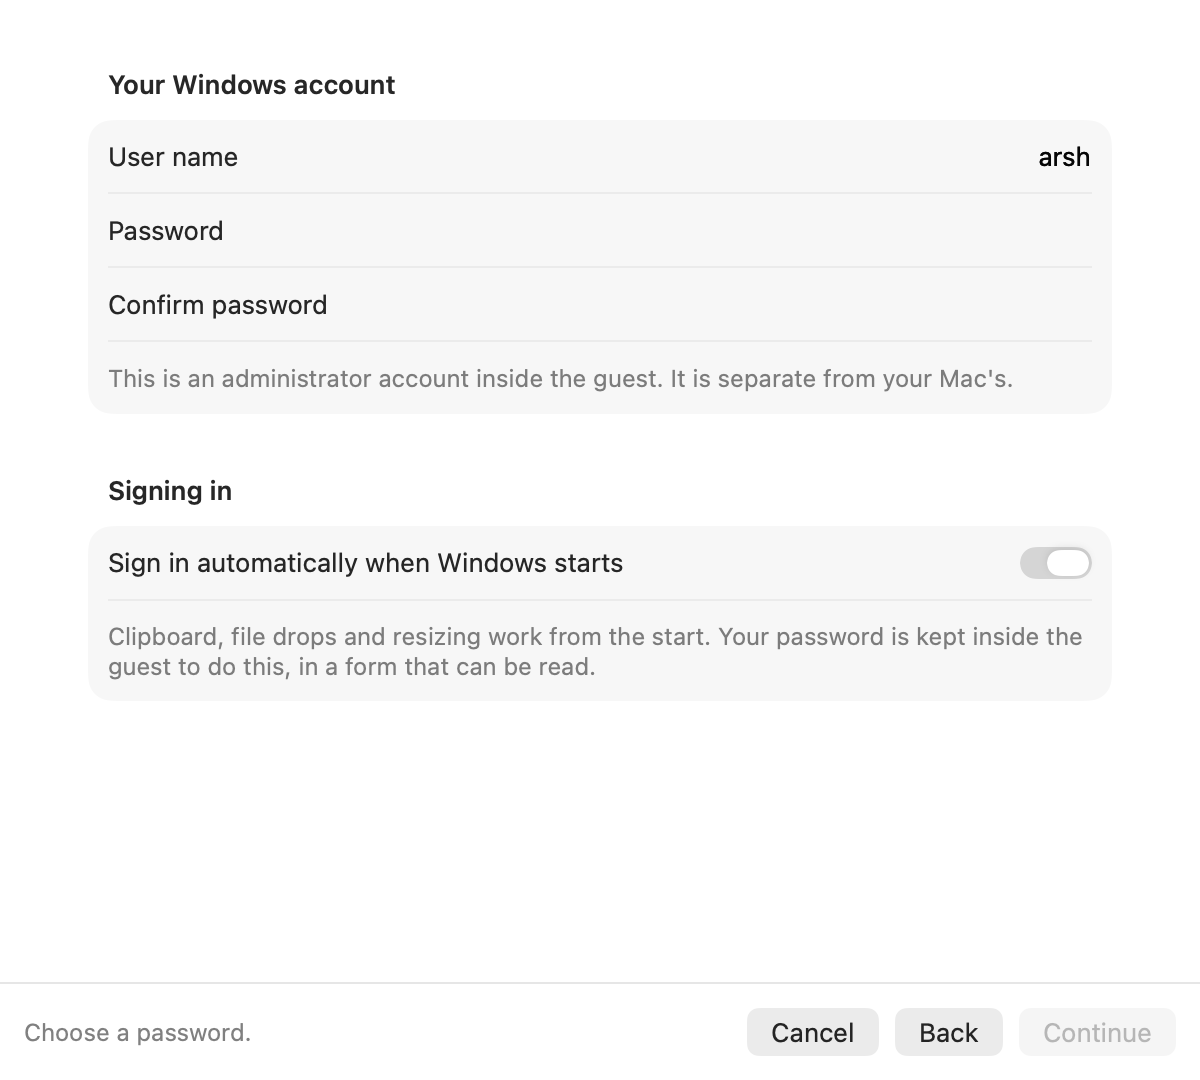 Your Windows account
User name
arsh
Password
Confirm password
This is an administrator account inside the guest. It is separate from your Mac's.
Signing in
Sign in automatically when Windows starts
Clipboard, file drops and resizing work from the start. Your password is kept inside the
guest to do this, in a form that can be read.
Choose a password.
Cancel
Back
Continue